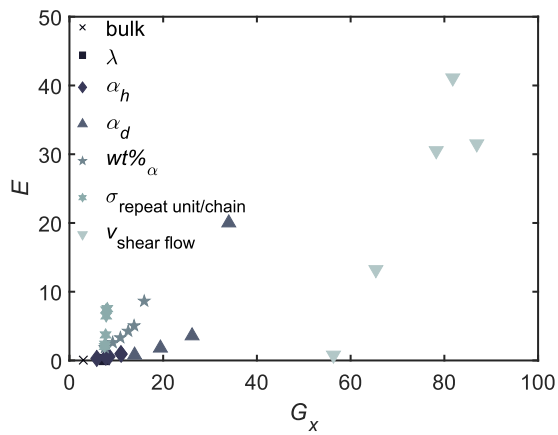 50
bulk
λ
40
α_h
α_d
30
wt%_α
E
σ_repeat unit/chain
20
v_shear flow
10
0
0 20 40 60 80 100
G_x